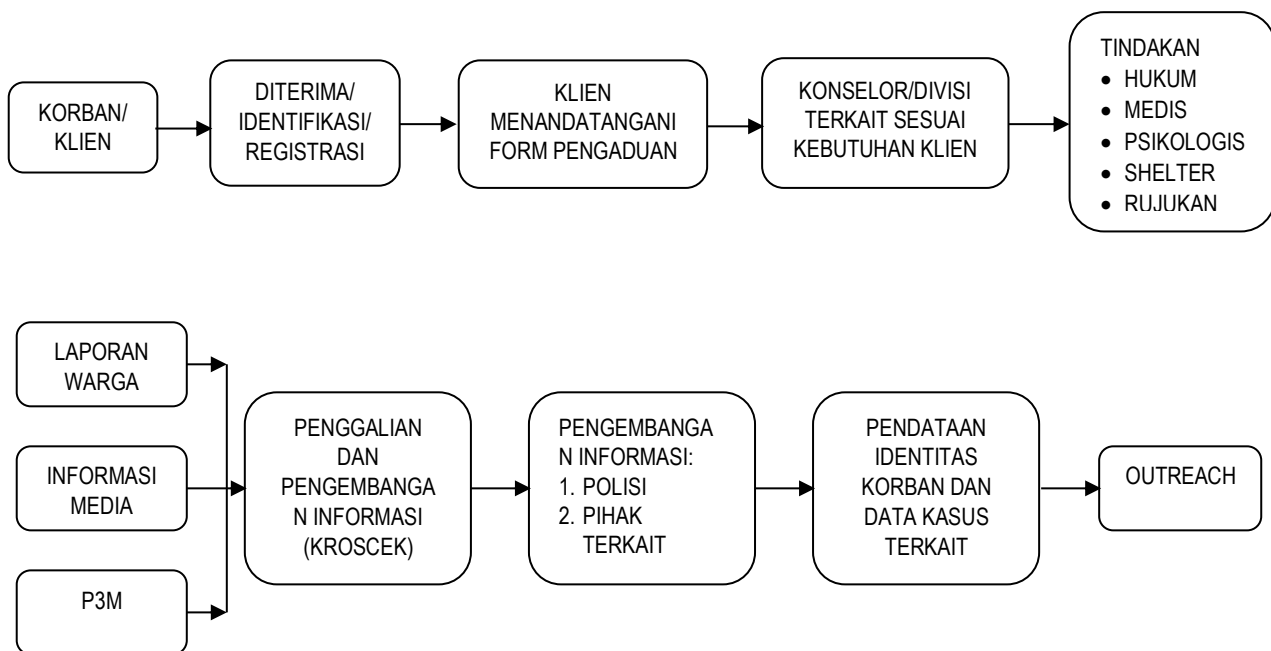 KORBAN/
KLIEN
DITERIMA/
IDENTIFIKASI/
REGISTRASI
KLIEN
MENANDATANGANI
FORM PENGADUAN
KONSELOR/DIVISI
TERKAIT SESUAI
KEBUTUHAN KLIEN
TINDAKAN
● HUKUM
● MEDIS
● PSIKOLOGIS
● SHELTER
● RUJUKAN
LAPORAN
WARGA
INFORMASI
MEDIA
P3M
PENGGALIAN
DAN
PENGEMBANGA
N INFORMASI
(KROSCEK)
PENGEMBANGA
N INFORMASI:
1. POLISI
2. PIHAK
TERKAIT
PENDATAAN
IDENTITAS
KORBAN DAN
DATA KASUS
TERKAIT
OUTREACH